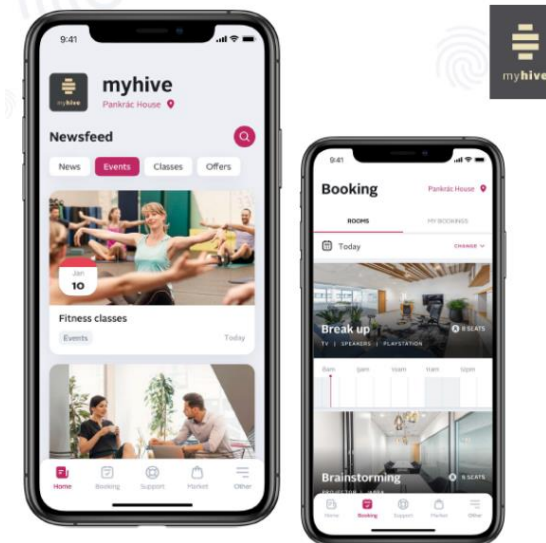 9:41
myhive
myhive
Pankrác House
Newsfeed
News Events Classes Offers
Jan
10
Fitness classes
Events Today
Home Booking Support Market Other
myhive
9:41
Booking Pankrác House
ROOMS MY BOOKINGS
Today CHANGE
Break up 8 SEATS
TV | SPEAKERS | PLAYSTATION
8am 9am 10am 11am 12pm
Brainstorming 6 SEATS
PROJECTOR
Home Booking Support Market Other